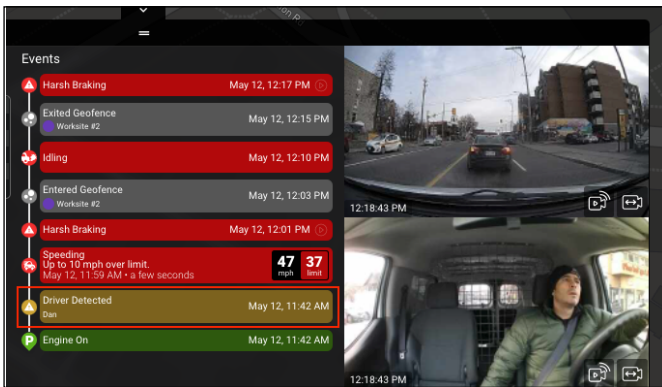 Events
Harsh Braking May 12, 12:17 PM
Exited Geofence
Worksite #2
May 12, 12:15 PM
Idling May 12, 12:10 PM
Entered Geofence
Worksite #2
May 12, 12:03 PM
Harsh Braking May 12, 12:01 PM
Speeding
Up to 10 mph over limit.
May 12, 11:59 AM • a few seconds
47 37
mph limit
Driver Detected
Dan
May 12, 11:42 AM
P
Engine On May 12, 11:42 AM
12:18:43 PM
12:18:43 PM